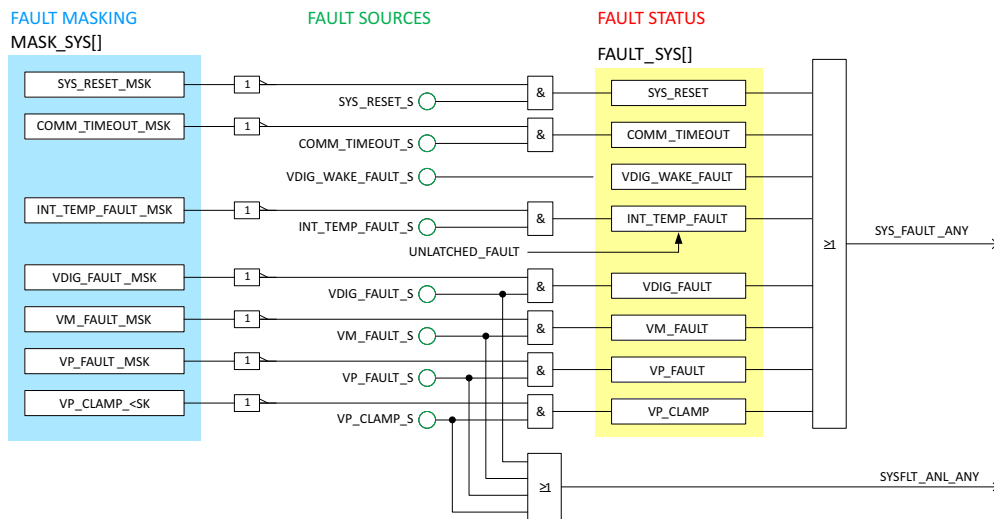 FAULT MASKING FAULT SOURCES FAULT STATUS
MASK_SYS[] FAULT_SYS[]
SYS_RESET_MSK 1 & SYS_RESET
SYS_RESET_S
COMM_TIMEOUT_MSK 1 & COMM_TIMEOUT
COMM_TIMEOUT_S
VDIG_WAKE_FAULT_S VDIG_WAKE_FAULT
INT_TEMP_FAULT _MSK 1 & INT_TEMP_FAULT
INT_TEMP_FAULT_S
SYS_FAULT _ANY
≥1
UNLATCHED_FAULT
VDIG_FAULT _MSK 1 & VDIG_FAULT
VDIG_FAULT_S
VM_FAULT_MSK 1 & VM_FAULT
VM_FAULT_S
VP_FAULT _MSK 1 & VP_FAULT
VP_FAULT_S
VP_CLAMP_<SK 1 & VP_CLAMP
VP_CLAMP_S
≥1 SYSFLT _ANL_ANY